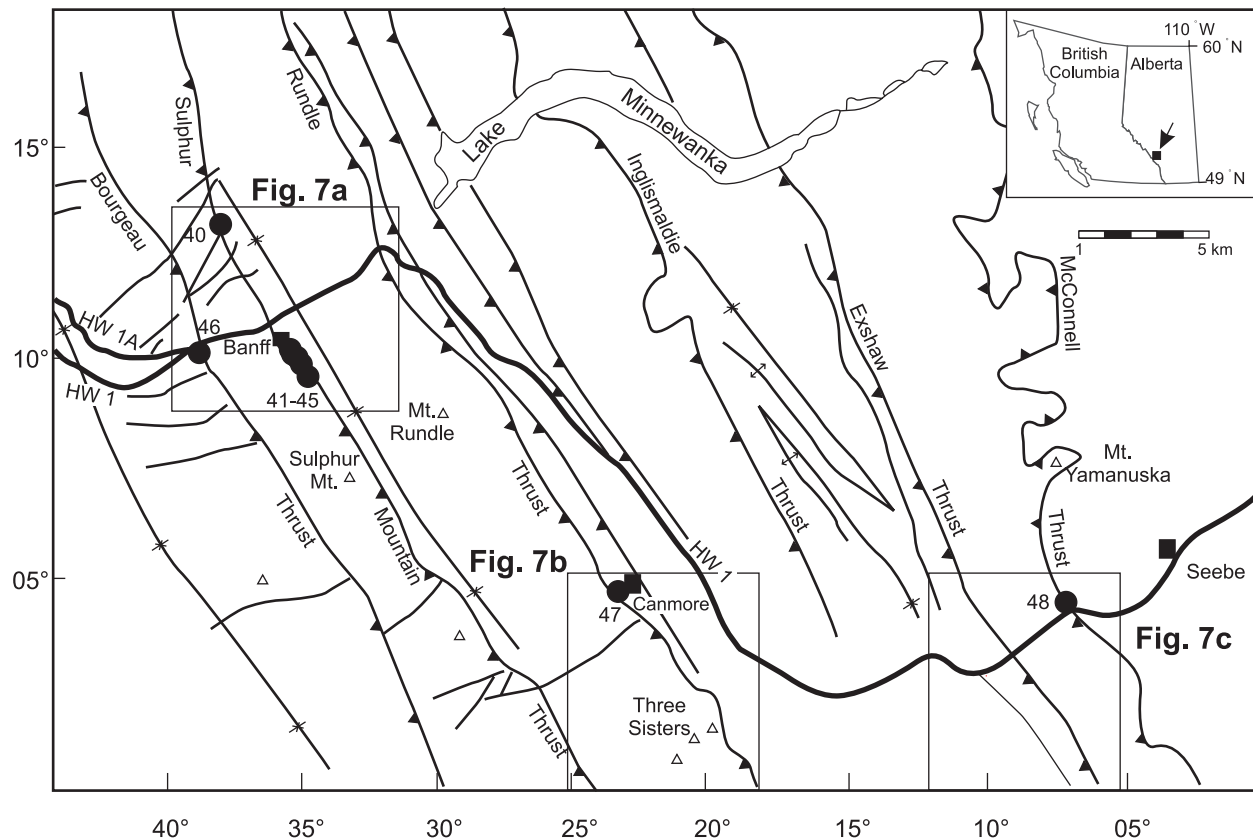 110 °W
60 °N
British
Columbia
Alberta
49 °N
1
5 km
15°
10°
05°
Sulphur
Rundle
Lake
Minnewanka
Bourgeau
Fig. 7a
40
Inglismaldie
McConnell
HW 1A
46
Banff
HW 1
41-45
Exshaw
Mt.
Rundle
Sulphur
Mt.
Mt.
Yamanuska
Thrust
Mountain
Thrust
Thrust
Thrust
Thrust
Fig. 7b
HW 1
Seebe
47
Canmore
48
Fig. 7c
Three
Sisters
Thrust
40°
35°
30°
25°
20°
15°
10°
05°